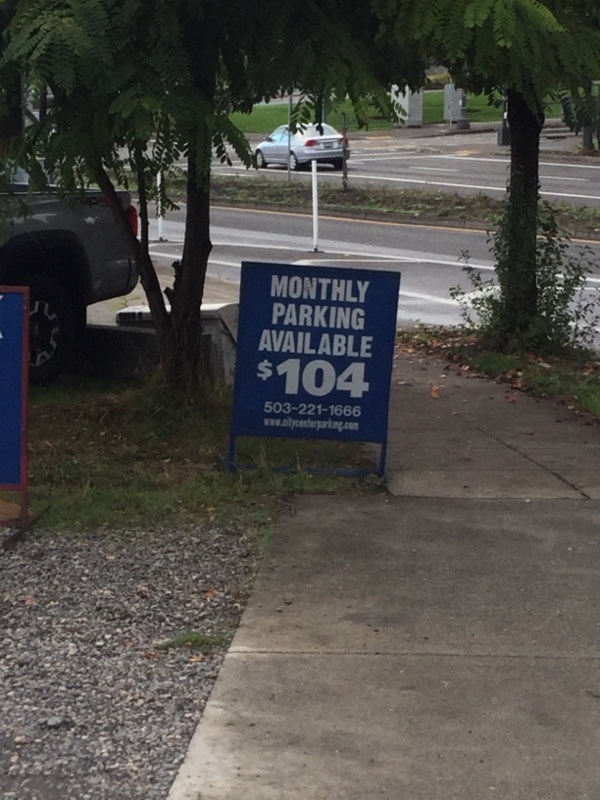 MONTHLY
PARKING
AVAILABLE
$104
503-221-1666
www.citycenterparking.com